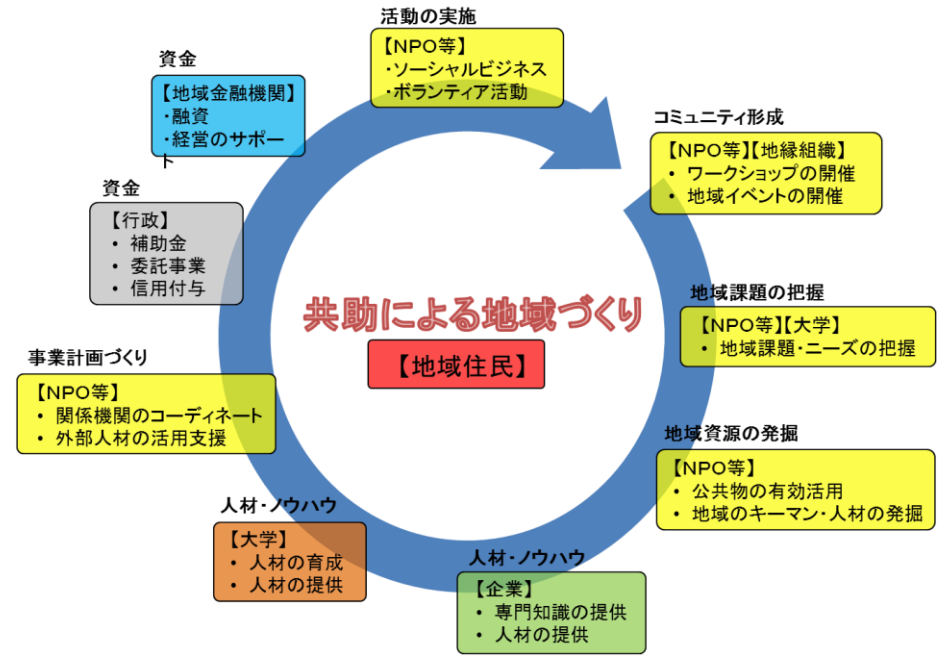 活動の実施
【NPO等】
・ソーシャルビジネス
・ボランティア活動
コミュニティ形成
【NPO等】【地縁組織】
• ワークショップの開催
• 地域イベントの開催
地域課題の把握
【NPO等】【大学】
• 地域課題・ニーズの把握
地域資源の発掘
【NPO等】
• 公共物の有効活用
• 地域のキーマン・人材の発掘
人材・ノウハウ
【企業】
• 専門知識の提供
• 人材の提供
人材・ノウハウ
【大学】
• 人材の育成
• 人材の提供
事業計画づくり
【NPO等】
• 関係機関のコーディネート
• 外部人材の活用支援
資金
【行政】
• 補助金
• 委託事業
• 信用付与
資金
【地域金融機関】
・融資
・経営のサポー
ト
共助による地域づくり
【地域住民】